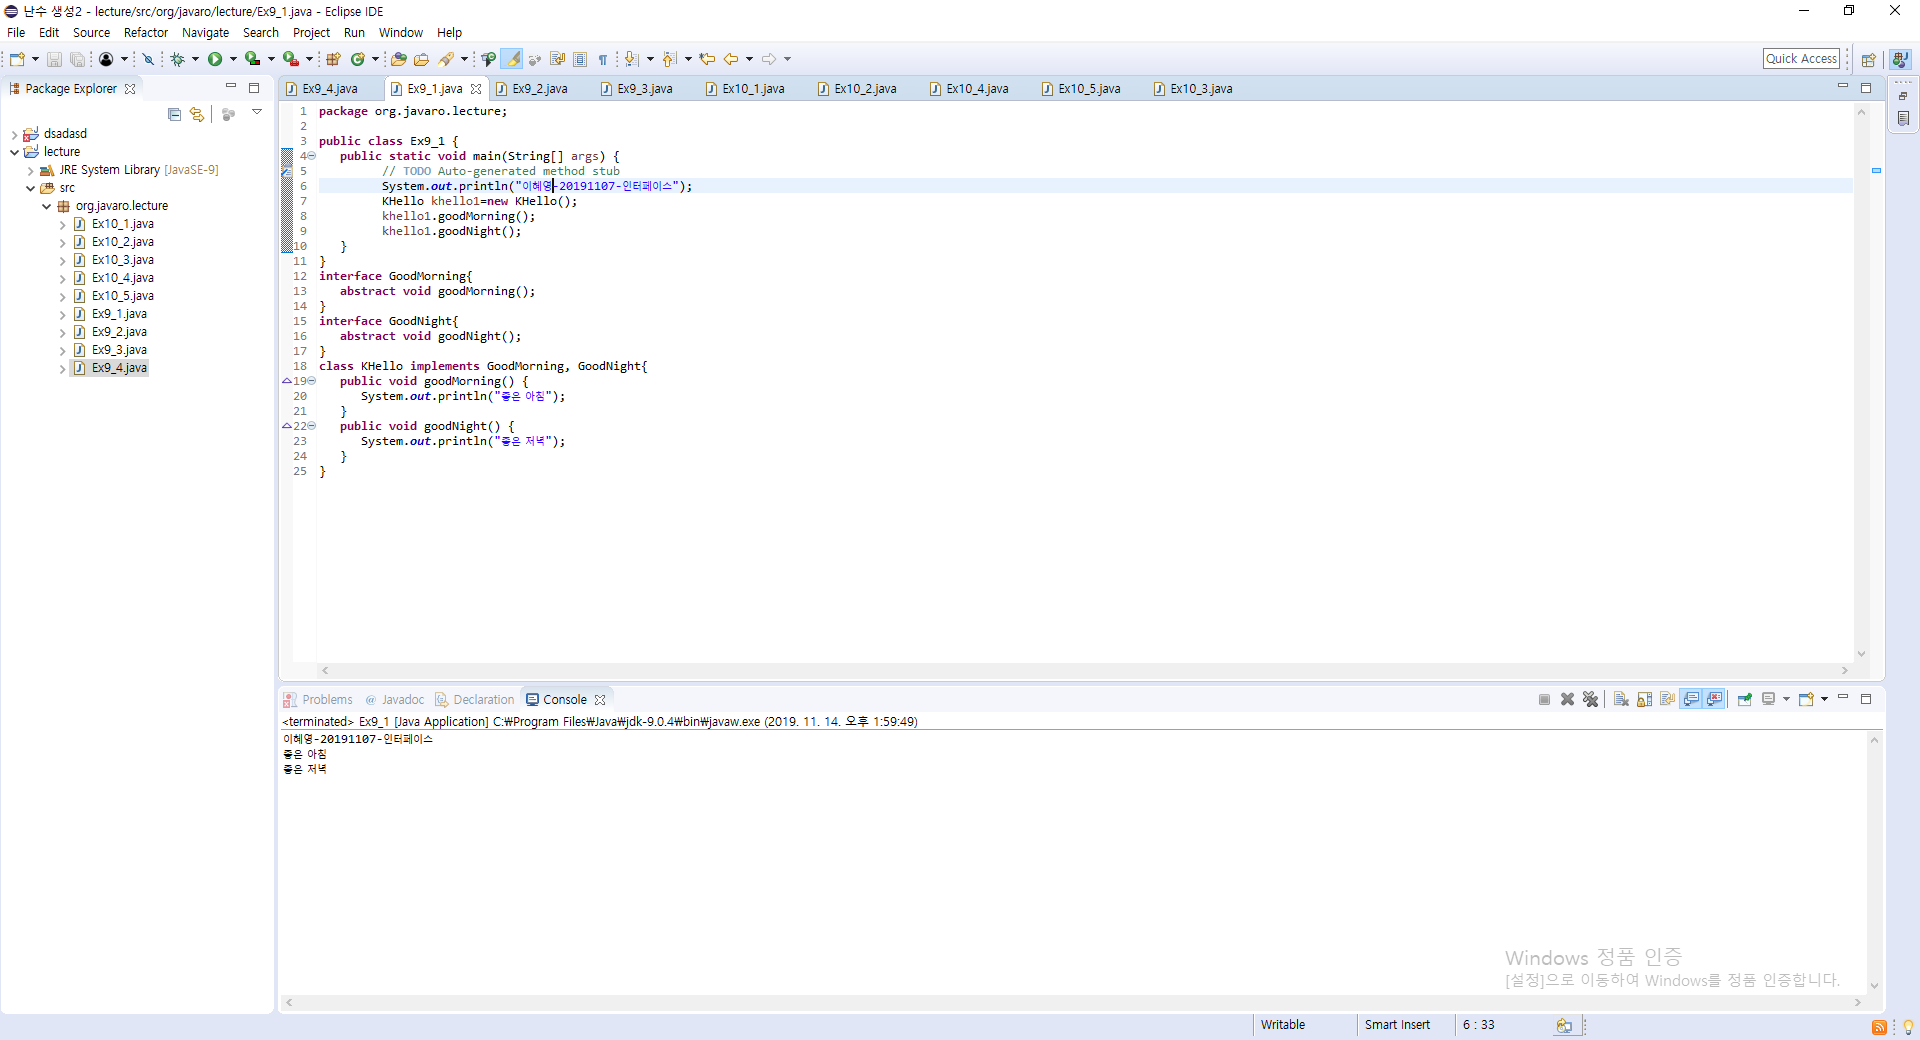 난수 생성2 - lecture/src/org/javaro/lecture/Ex9_1.java - Eclipse IDE
File Edit Source Refactor Navigate Search Project Run Window Help
Quick Access
Package Explorer
dsadasd
lecture
JRE System Library [JavaSE-9]
src
org.javaro.lecture
Ex10_1.java
Ex10_2.java
Ex10_3.java
Ex10_4.java
Ex10_5.java
Ex9_1.java
Ex9_2.java
Ex9_3.java
Ex9_4.java
Ex9_4.java Ex9_1.java Ex9_2.java Ex9_3.java Ex10_1.java Ex10_2.java Ex10_4.java Ex10_5.java Ex10_3.java
1 package org.javaro.lecture;
2
3 public class Ex9_1 {
4 public static void main(String[] args) {
5 // TODO Auto-generated method stub
6 System.out.println("이혜영-20191107-인터페이스");
7 KHello khello1=new KHello();
8 khello1.goodMorning();
9 khello1.goodNight();
10 }
11 }
12 interface GoodMorning{
13 abstract void goodMorning();
14 }
15 interface GoodNight{
16 abstract void goodNight();
17 }
18 class KHello implements GoodMorning, GoodNight{
19 public void goodMorning() {
20 System.out.println("좋은 아침");
21 }
22 public void goodNight() {
23 System.out.println("좋은 저녁");
24 }
25 }
Problems @ Javadoc Declaration Console
<terminated> Ex9_1 [Java Application] C:₩Program Files₩Java₩jdk-9.0.4₩bin₩javaw.exe (2019. 11. 14. 오후 1:59:49)
이혜영-20191107-인터페이스
좋은 아침
좋은 저녁
Windows 정품 인증
[설정]으로 이동하여 Windows를 정품 인증합니다.
Writable Smart Insert 6 : 33